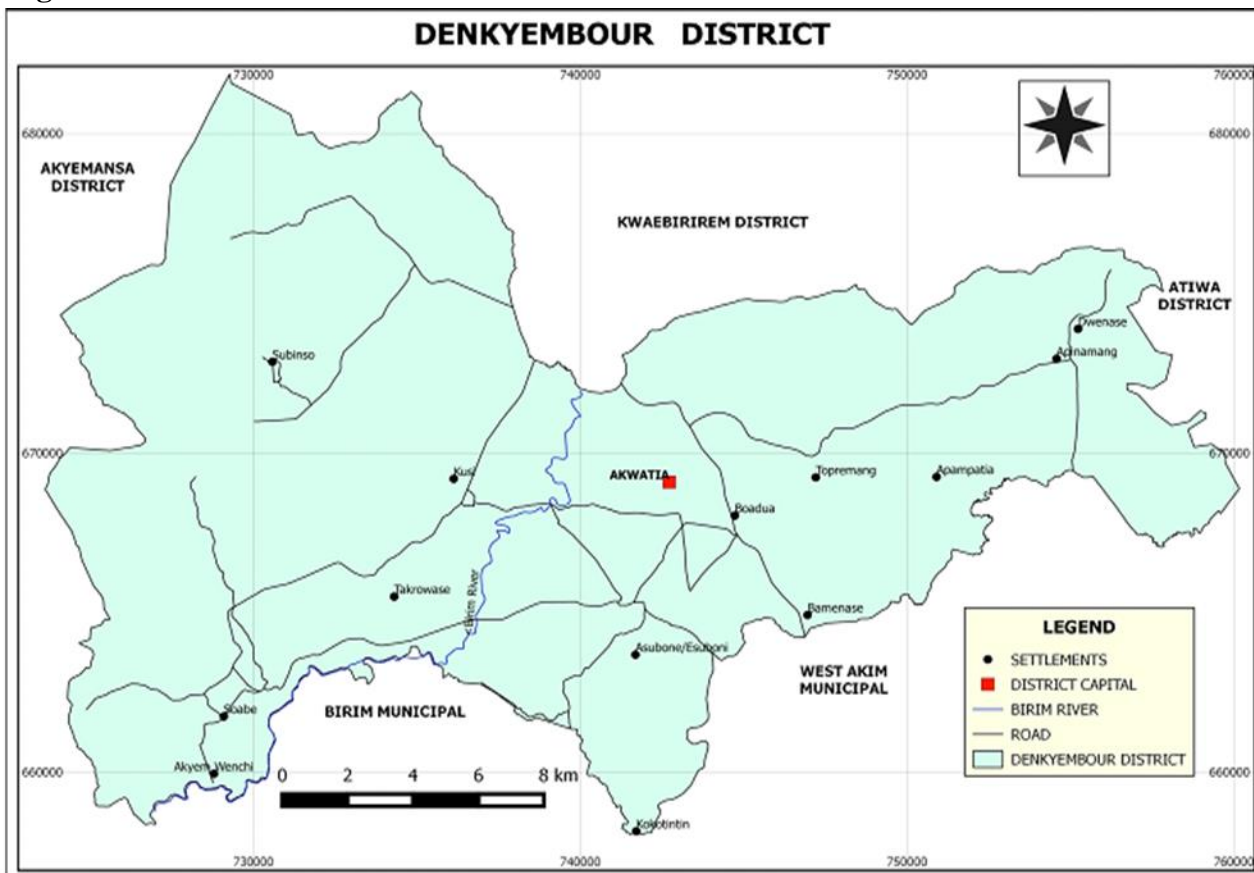 DENKYEMBOUR DISTRICT
730000
740000
750000
760000
680000
680000
AKYEMANSA
DISTRICT
KWAEBIRIREM DISTRICT
ATIWA
DISTRICT
Dwenase
Apinamang
Subinso
670000
670000
Kusi
AKWATIA
Topremang
Apampatia
Boadua
Takrowase
Birim River
Bamenase
Asubone/Esuboni
WEST AKIM
MUNICIPAL
BIRIM MUNICIPAL
Soabe
Akyem Wenchi
660000
660000
0 2 4 6 8 km
Kokotintin
LEGEND
SETTLEMENTS
DISTRICT CAPITAL
BIRIM RIVER
ROAD
DENKYEMBOUR DISTRICT
730000
740000
750000
760000